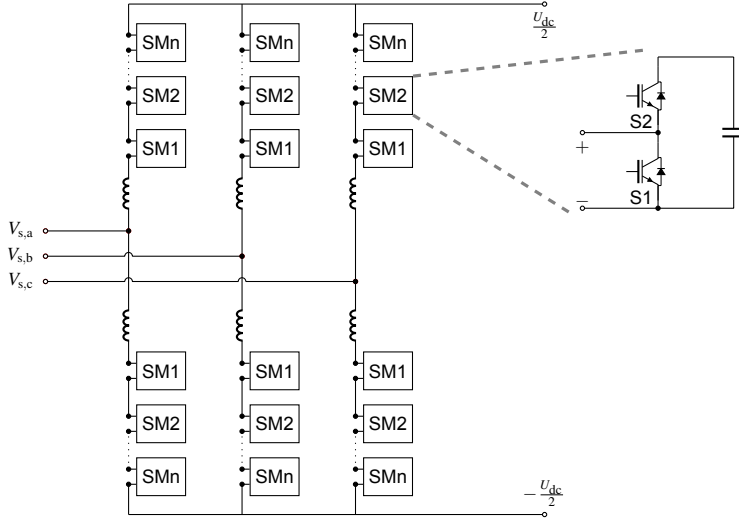 U_dc/2
SMn SMn SMn
SM2 SM2 SM2
S2
+
SM1 SM1 SM1
S1
−
V_s,a
V_s,b
V_s,c
SM1 SM1 SM1
SM2 SM2 SM2
SMn SMn SMn
− U_dc/2